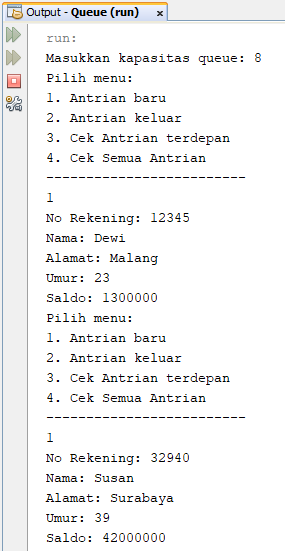 Output - Queue (run)
run:
Masukkan kapasitas queue: 8
Pilih menu:
1. Antrian baru
2. Antrian keluar
3. Cek Antrian terdepan
4. Cek Semua Antrian
-------------------------
1
No Rekening: 12345
Nama: Dewi
Alamat: Malang
Umur: 23
Saldo: 1300000
Pilih menu:
1. Antrian baru
2. Antrian keluar
3. Cek Antrian terdepan
4. Cek Semua Antrian
-------------------------
1
No Rekening: 32940
Nama: Susan
Alamat: Surabaya
Umur: 39
Saldo: 42000000